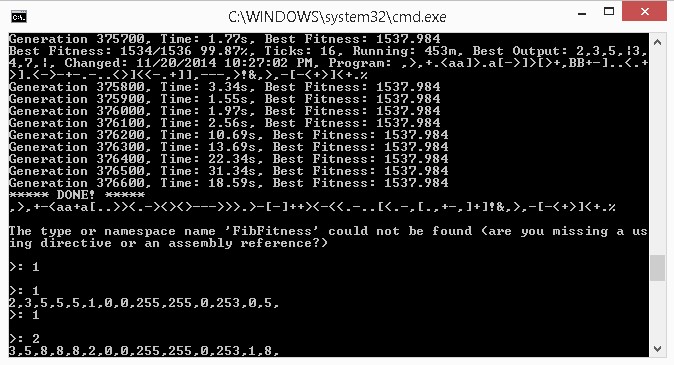 C:\WINDOWS\system32\cmd.exe
Generation 375700, Time: 1.77s, Best Fitness: 1537.984
Best Fitness: 1534/1536 99.87%, Ticks: 16, Running: 453m, Best Output: 2,3,5,¦3,
4,7,¦, Changed: 11/20/2014 10:27:02 PM, Program: ,>,+.<aa]>.a[->]>[>+,BB+-]..<.+
>].<->-+-.-..<>]<<-.+]],---,>!&,>,-[-<+>]<+.%
Generation 375800, Time: 3.34s, Best Fitness: 1537.984
Generation 375900, Time: 1.55s, Best Fitness: 1537.984
Generation 376000, Time: 1.97s, Best Fitness: 1537.984
Generation 376100, Time: 2.56s, Best Fitness: 1537.984
Generation 376200, Time: 10.69s, Best Fitness: 1537.984
Generation 376300, Time: 13.69s, Best Fitness: 1537.984
Generation 376400, Time: 22.34s, Best Fitness: 1537.984
Generation 376500, Time: 31.34s, Best Fitness: 1537.984
Generation 376600, Time: 18.59s, Best Fitness: 1537.984
***** DONE! *****
,>,+-<aa+a[..>><.-><><>--->>>.>-[-]++><-<<.-..[<.-,[.,+-,]+]!&,>,-[-<+>]<+.%
The type or namespace name 'FibFitness' could not be found (are you missing a us
ing directive or an assembly reference?)
>: 1
>: 1
2,3,5,5,5,1,0,0,255,255,0,253,0,5,
>: 1
>: 2
3,5,8,8,8,2,0,0,255,255,0,253,1,8,